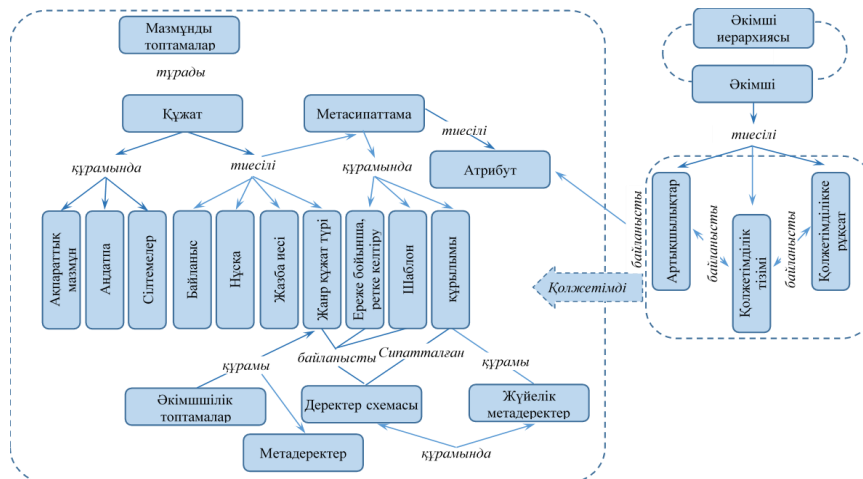 Мазмұнды
топтамалар
тұрады
Құжат
Метасипаттама
тиесілі
Атрибут
құрамында
тиесілі
құрамында
Ақпараттық
мазмұн
Андатпа
Сілтемелер
Байланыс
Нұсқа
Жазба иесі
Жанр құжат түрі
Ереже бойынша,
ретке келтіру
Шаблон
құрылымы
құрамы
байланысты
Сипатталған
құрамы
Әкімшшілік
топтамалар
Деректер схемасы
Жүйелік
метадеректер
Метадеректер
құрамында
Әкімші
иерархиясы
Әкімші
тиесілі
байланысты
Қолжетімді
Артықшылықтар
байланысты
Қолжетімділік
тізімі
байланысты
Қолжетімділікке
рұқсат